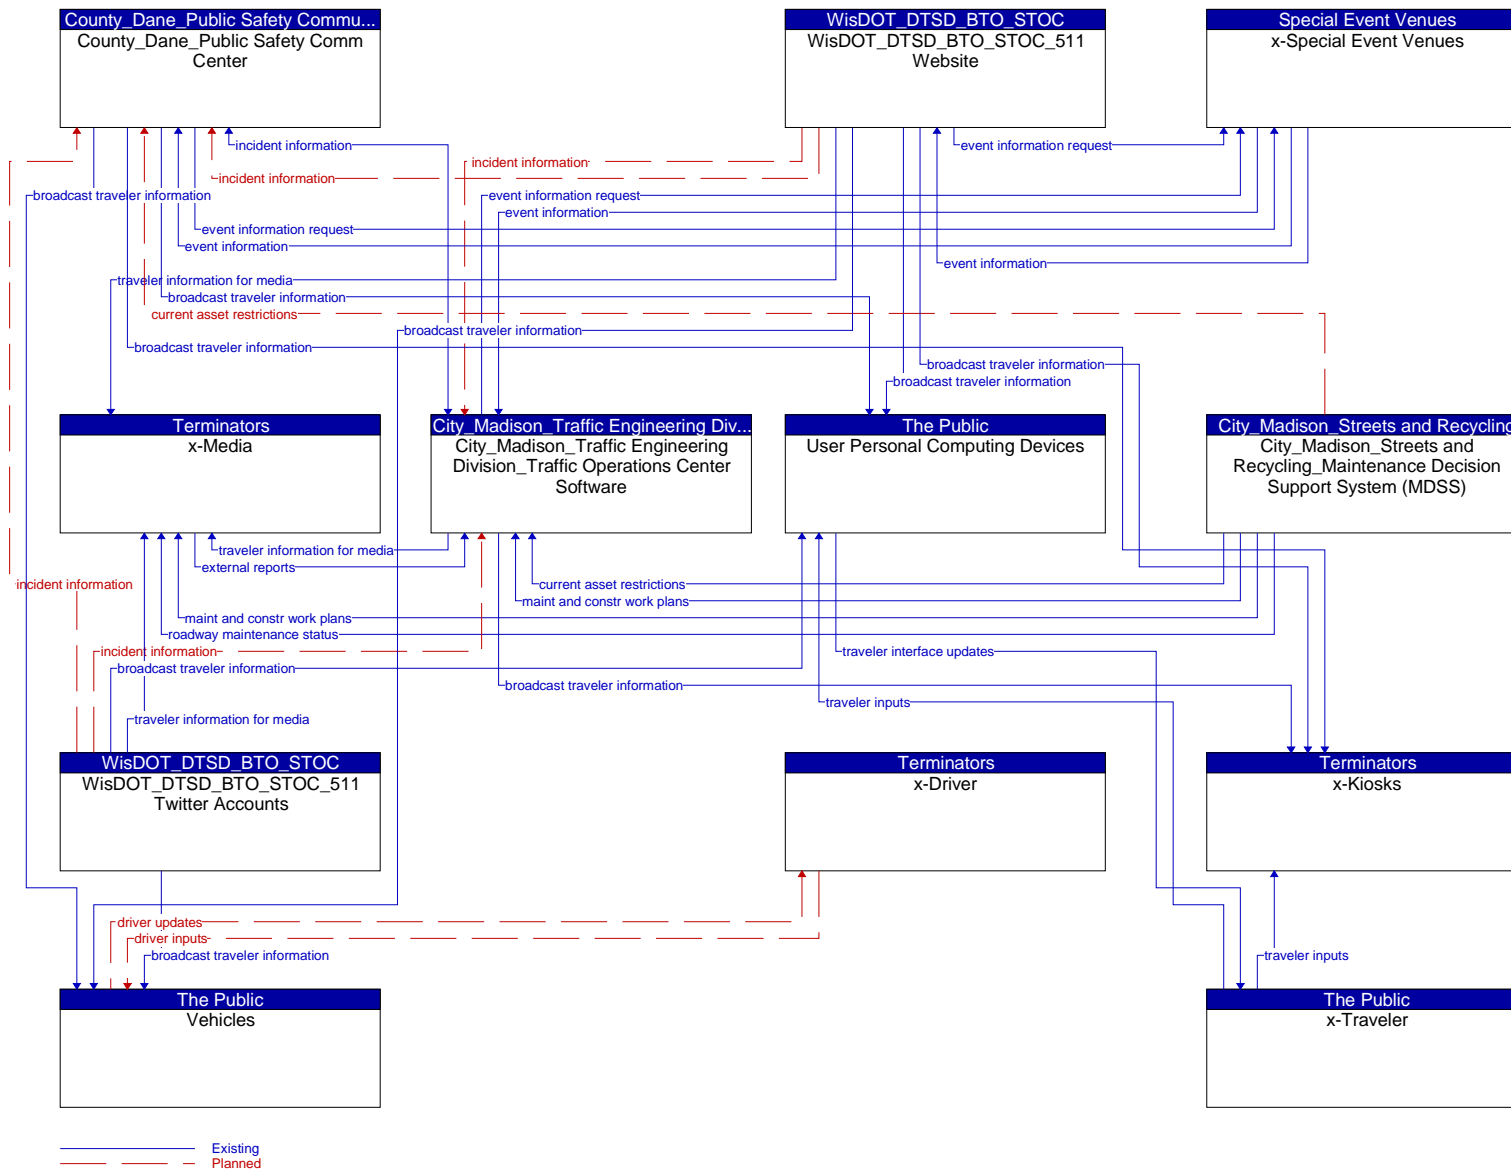 County_Dane_Public Safety Commu...
County_Dane_Public Safety Comm
Center
WisDOT_DTSD_BTO_STOC
WisDOT_DTSD_BTO_STOC_511
Website
Special Event Venues
x-Special Event Venues
incident information
event information request
incident information
incident information
broadcast traveler information
event information request
event information
event information request
event information
event information
traveler information for media
broadcast traveler information
current asset restrictions
broadcast traveler information
broadcast traveler information
broadcast traveler information
broadcast traveler information
Terminators
x-Media
City_Madison_Traffic Engineering Div...
City_Madison_Traffic Engineering
Division_Traffic Operations Center
Software
The Public
User Personal Computing Devices
City_Madison_Streets and Recycling
City_Madison_Streets and
Recycling_Maintenance Decision
Support System (MDSS)
traveler information for media
external reports
incident information
current asset restrictions
maint and constr work plans
maint and constr work plans
roadway maintenance status
incident information
traveler interface updates
broadcast traveler information
broadcast traveler information
traveler inputs
traveler information for media
WisDOT_DTSD_BTO_STOC
WisDOT_DTSD_BTO_STOC_511
Twitter Accounts
Terminators
x-Driver
Terminators
x-Kiosks
driver updates
driver inputs
broadcast traveler information
traveler inputs
The Public
Vehicles
The Public
x-Traveler
Existing
Planned